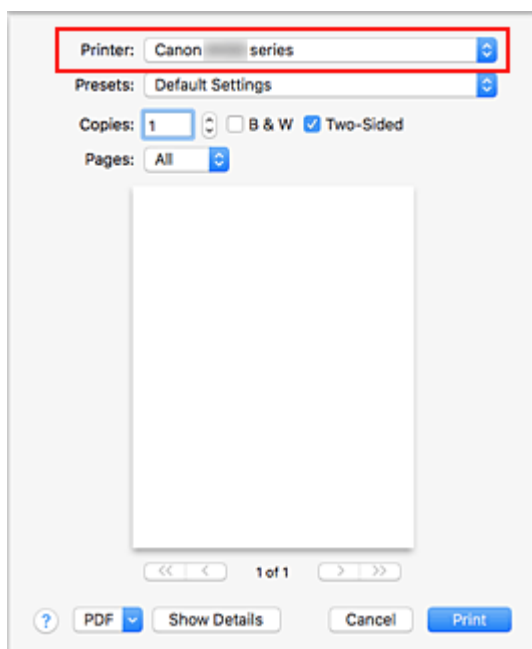 Printer: Canon series
Presets: Default Settings
Copies: 1 B & W Two-Sided
Pages: All
<< < 1 of 1 > >>
? PDF Show Details Cancel Print